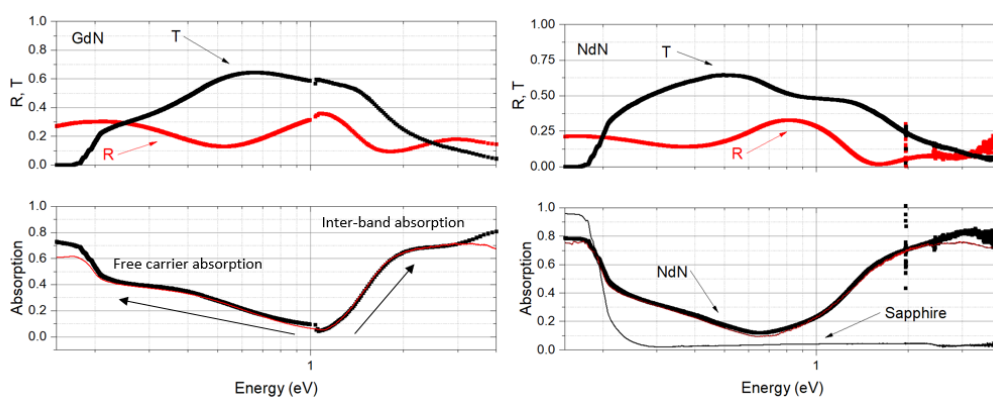 1.0
0.8
0.6
0.4
0.2
0.0
R, T
GdN
T
R
1.0
0.8
0.6
0.4
0.2
0.0
Absorption
Inter-band absorption
Free carrier absorption
1
Energy (eV)
1.00
0.75
0.50
0.25
0.00
R, T
NdN
T
R
1.0
0.8
0.6
0.4
0.2
0.0
Absorption
NdN
Sapphire
1
Energy (eV)